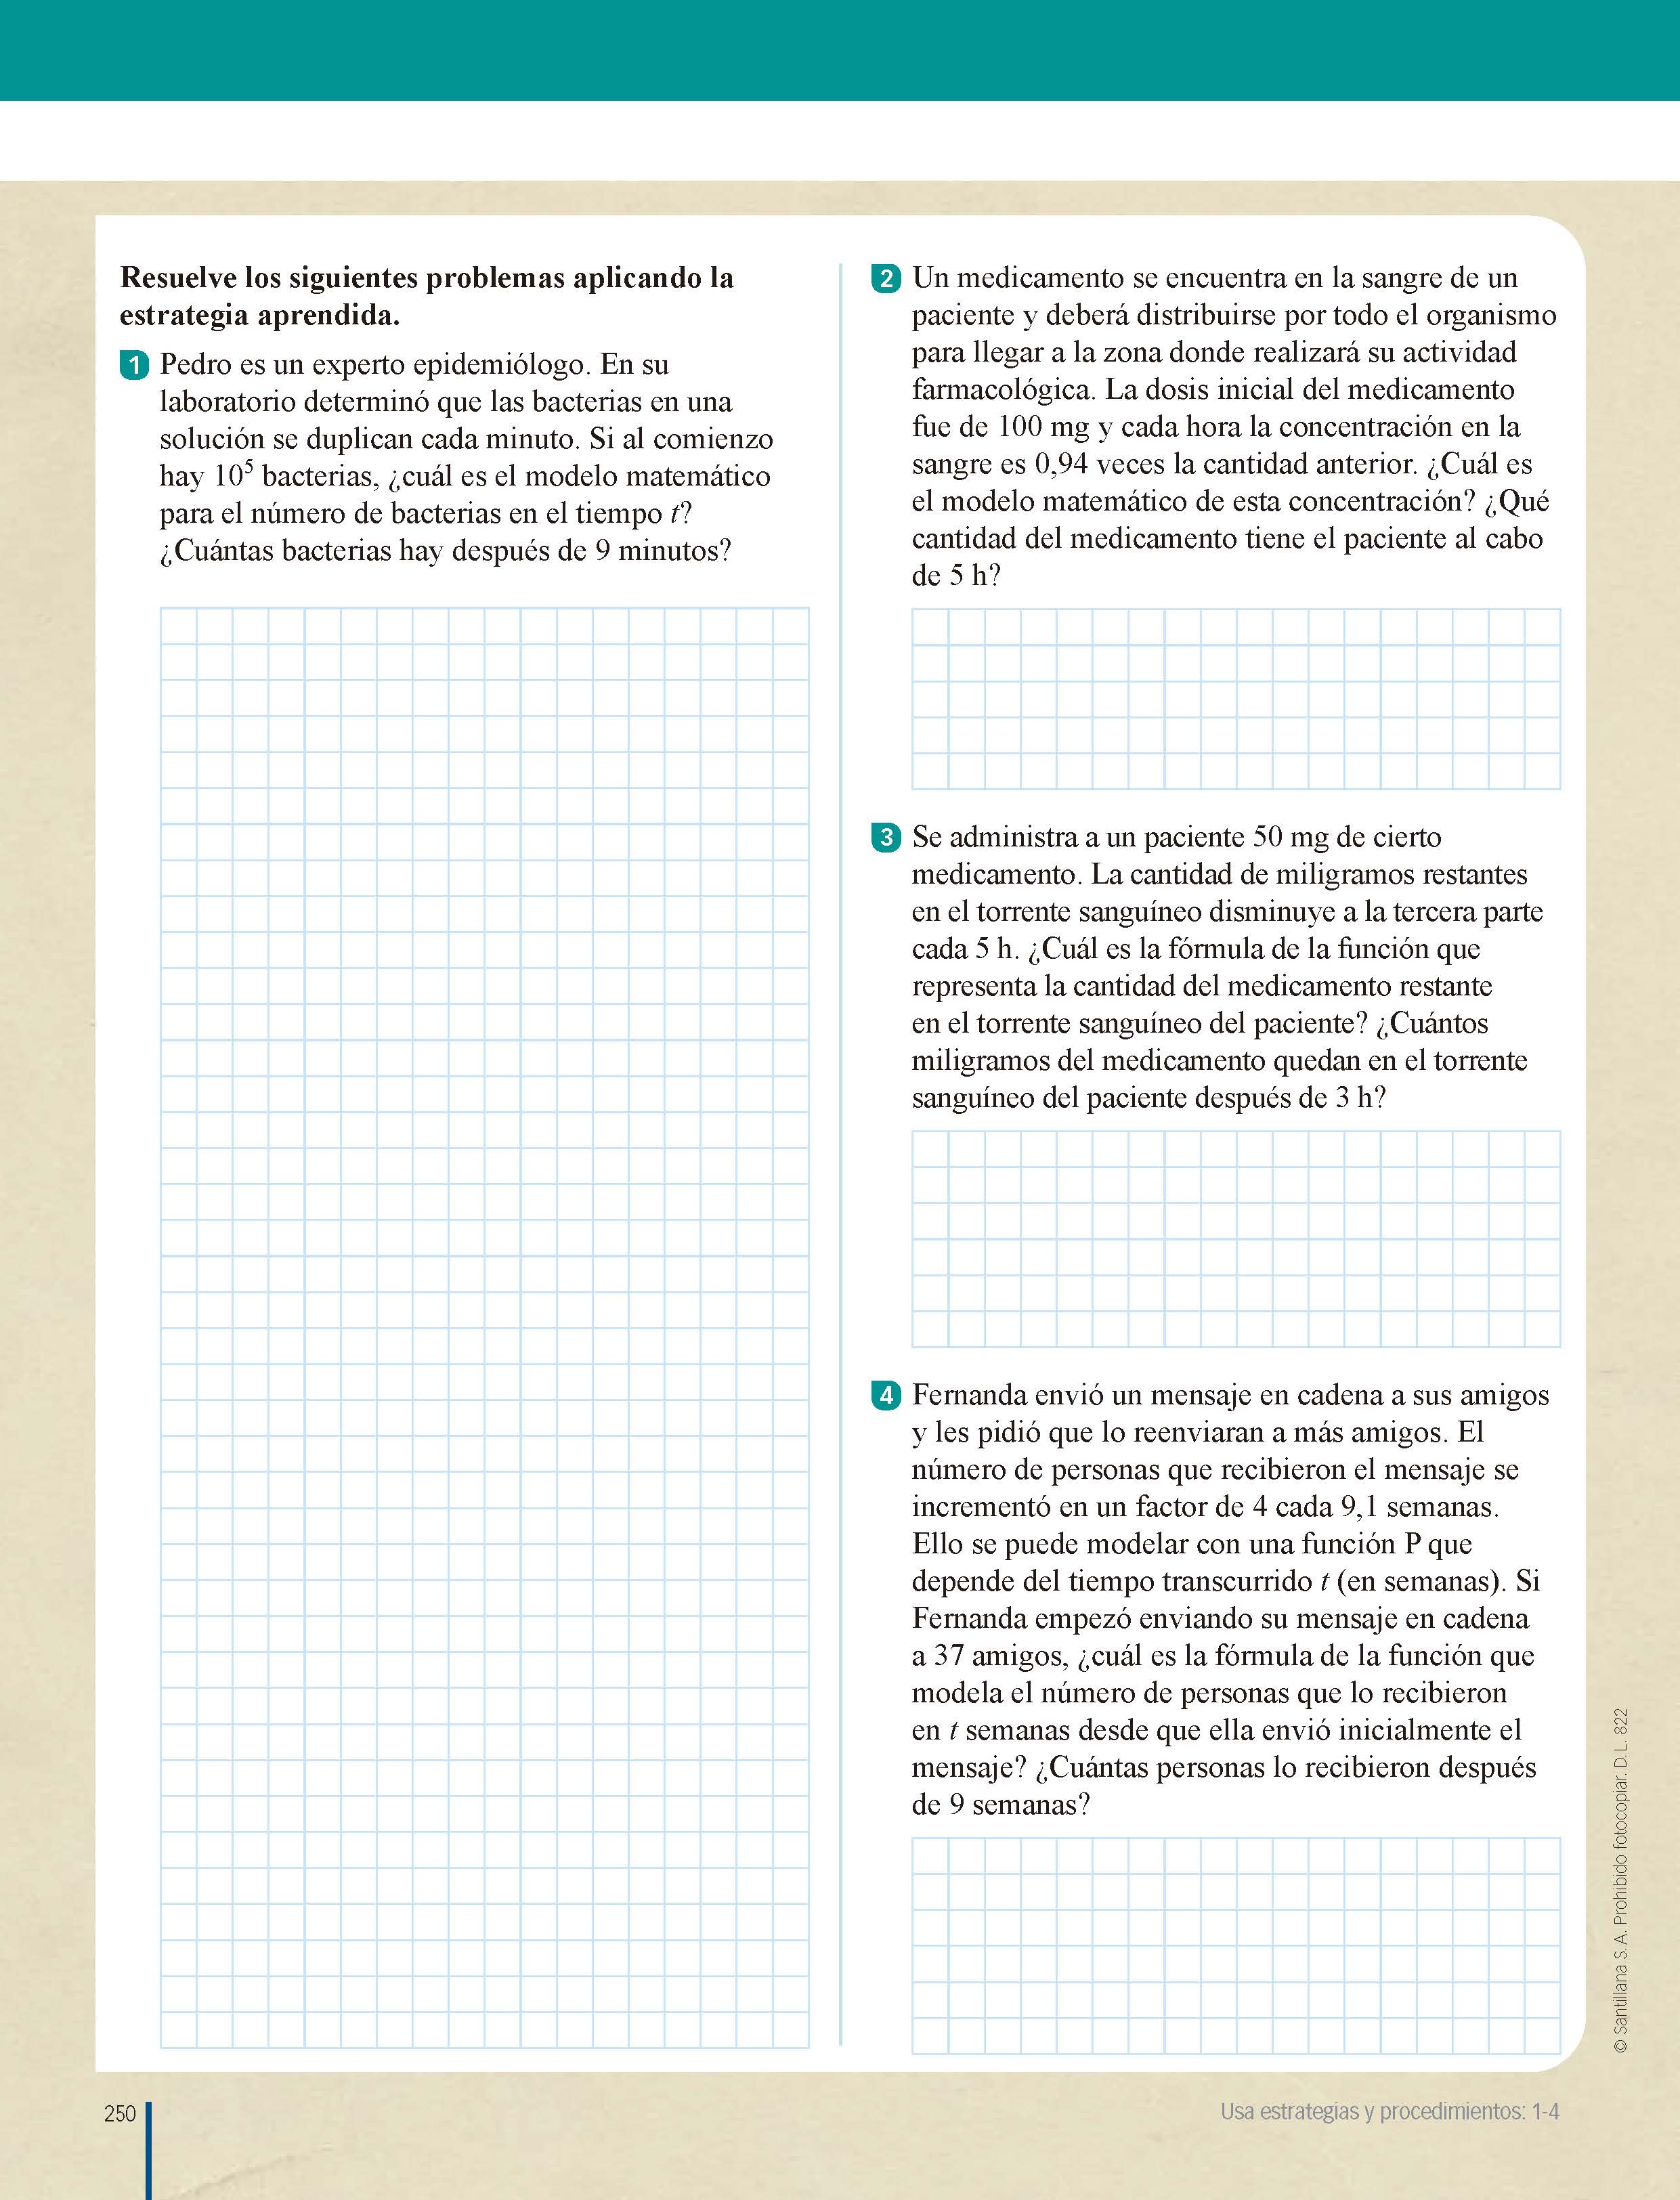 Resuelve los siguientes problemas aplicando la
estrategia aprendida.
1 Pedro es un experto epidemiólogo. En su
laboratorio determinó que las bacterias en una
solución se duplican cada minuto. Si al comienzo
hay 10⁵ bacterias, ¿cuál es el modelo matemático
para el número de bacterias en el tiempo t?
¿Cuántas bacterias hay después de 9 minutos?
2 Un medicamento se encuentra en la sangre de un
paciente y deberá distribuirse por todo el organismo
para llegar a la zona donde realizará su actividad
farmacológica. La dosis inicial del medicamento
fue de 100 mg y cada hora la concentración en la
sangre es 0,94 veces la cantidad anterior. ¿Cuál es
el modelo matemático de esta concentración? ¿Qué
cantidad del medicamento tiene el paciente al cabo
de 5 h?
3 Se administra a un paciente 50 mg de cierto
medicamento. La cantidad de miligramos restantes
en el torrente sanguíneo disminuye a la tercera parte
cada 5 h. ¿Cuál es la fórmula de la función que
representa la cantidad del medicamento restante
en el torrente sanguíneo del paciente? ¿Cuántos
miligramos del medicamento quedan en el torrente
sanguíneo del paciente después de 3 h?
4 Fernanda envió un mensaje en cadena a sus amigos
y les pidió que lo reenviaran a más amigos. El
número de personas que recibieron el mensaje se
incrementó en un factor de 4 cada 9,1 semanas.
Ello se puede modelar con una función P que
depende del tiempo transcurrido t (en semanas). Si
Fernanda empezó enviando su mensaje en cadena
a 37 amigos, ¿cuál es la fórmula de la función que
modela el número de personas que lo recibieron
en t semanas desde que ella envió inicialmente el
mensaje? ¿Cuántas personas lo recibieron después
de 9 semanas?
© Santillana S. A. Prohibido fotocopiar. D. L. 822
250
Usa estrategias y procedimientos: 1-4